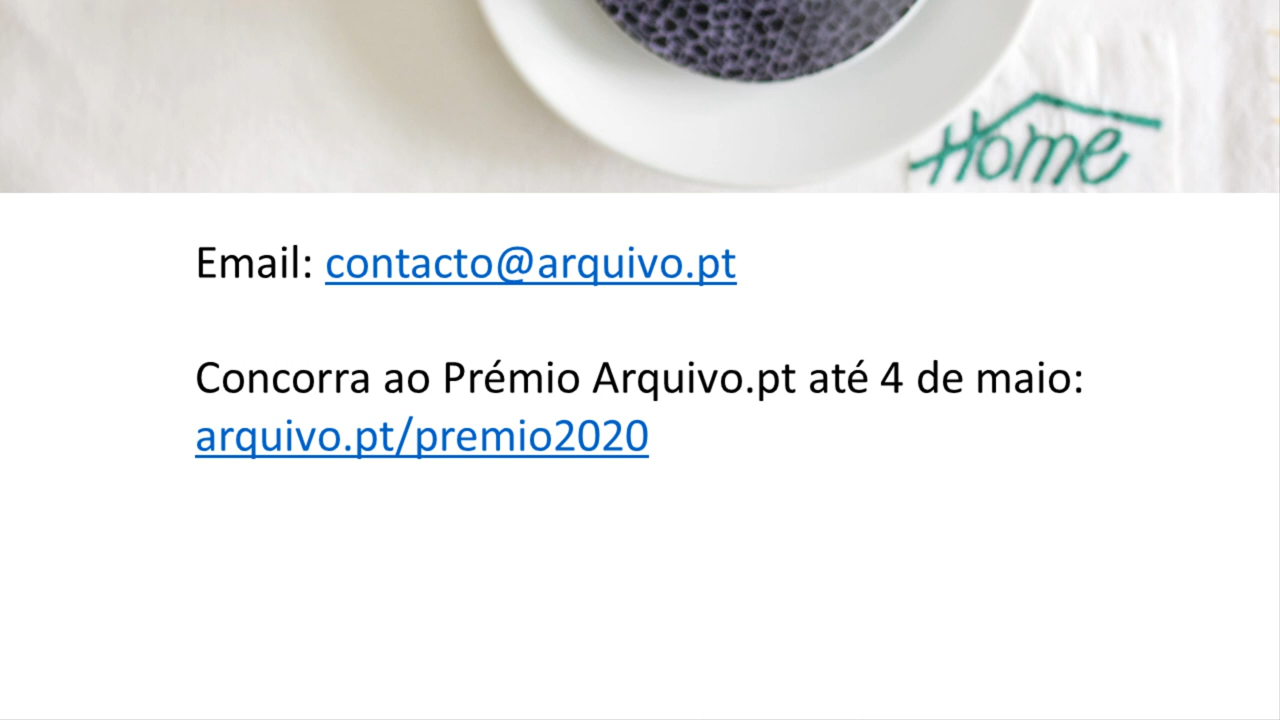 Home
Email: contacto@arquivo.pt
Concorra ao Prémio Arquivo.pt até 4 de maio:
arquivo.pt/premio2020